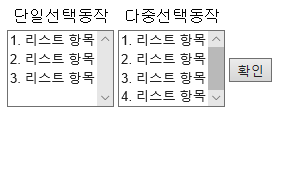 단일선택동작
1. 리스트 항목
2. 리스트 항목
3. 리스트 항목
다중선택동작
1. 리스트 항목
2. 리스트 항목
3. 리스트 항목
4. 리스트 항목
확인